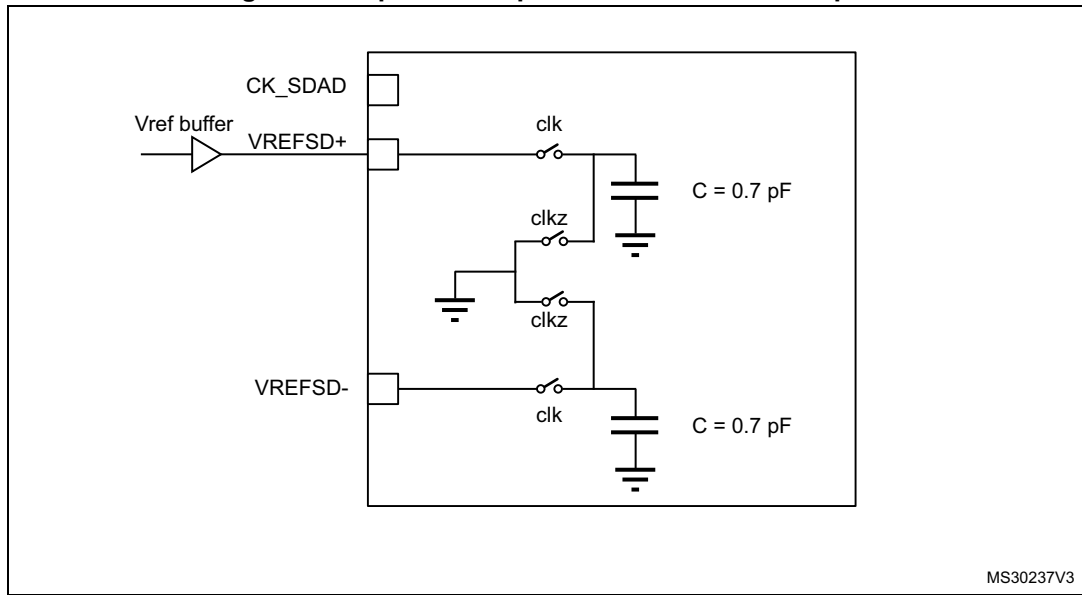 CK_SDAD
Vref buffer
VREFSD+
clk
C = 0.7 pF
clkz
clkz
VREFSD-
clk
C = 0.7 pF
MS30237V3